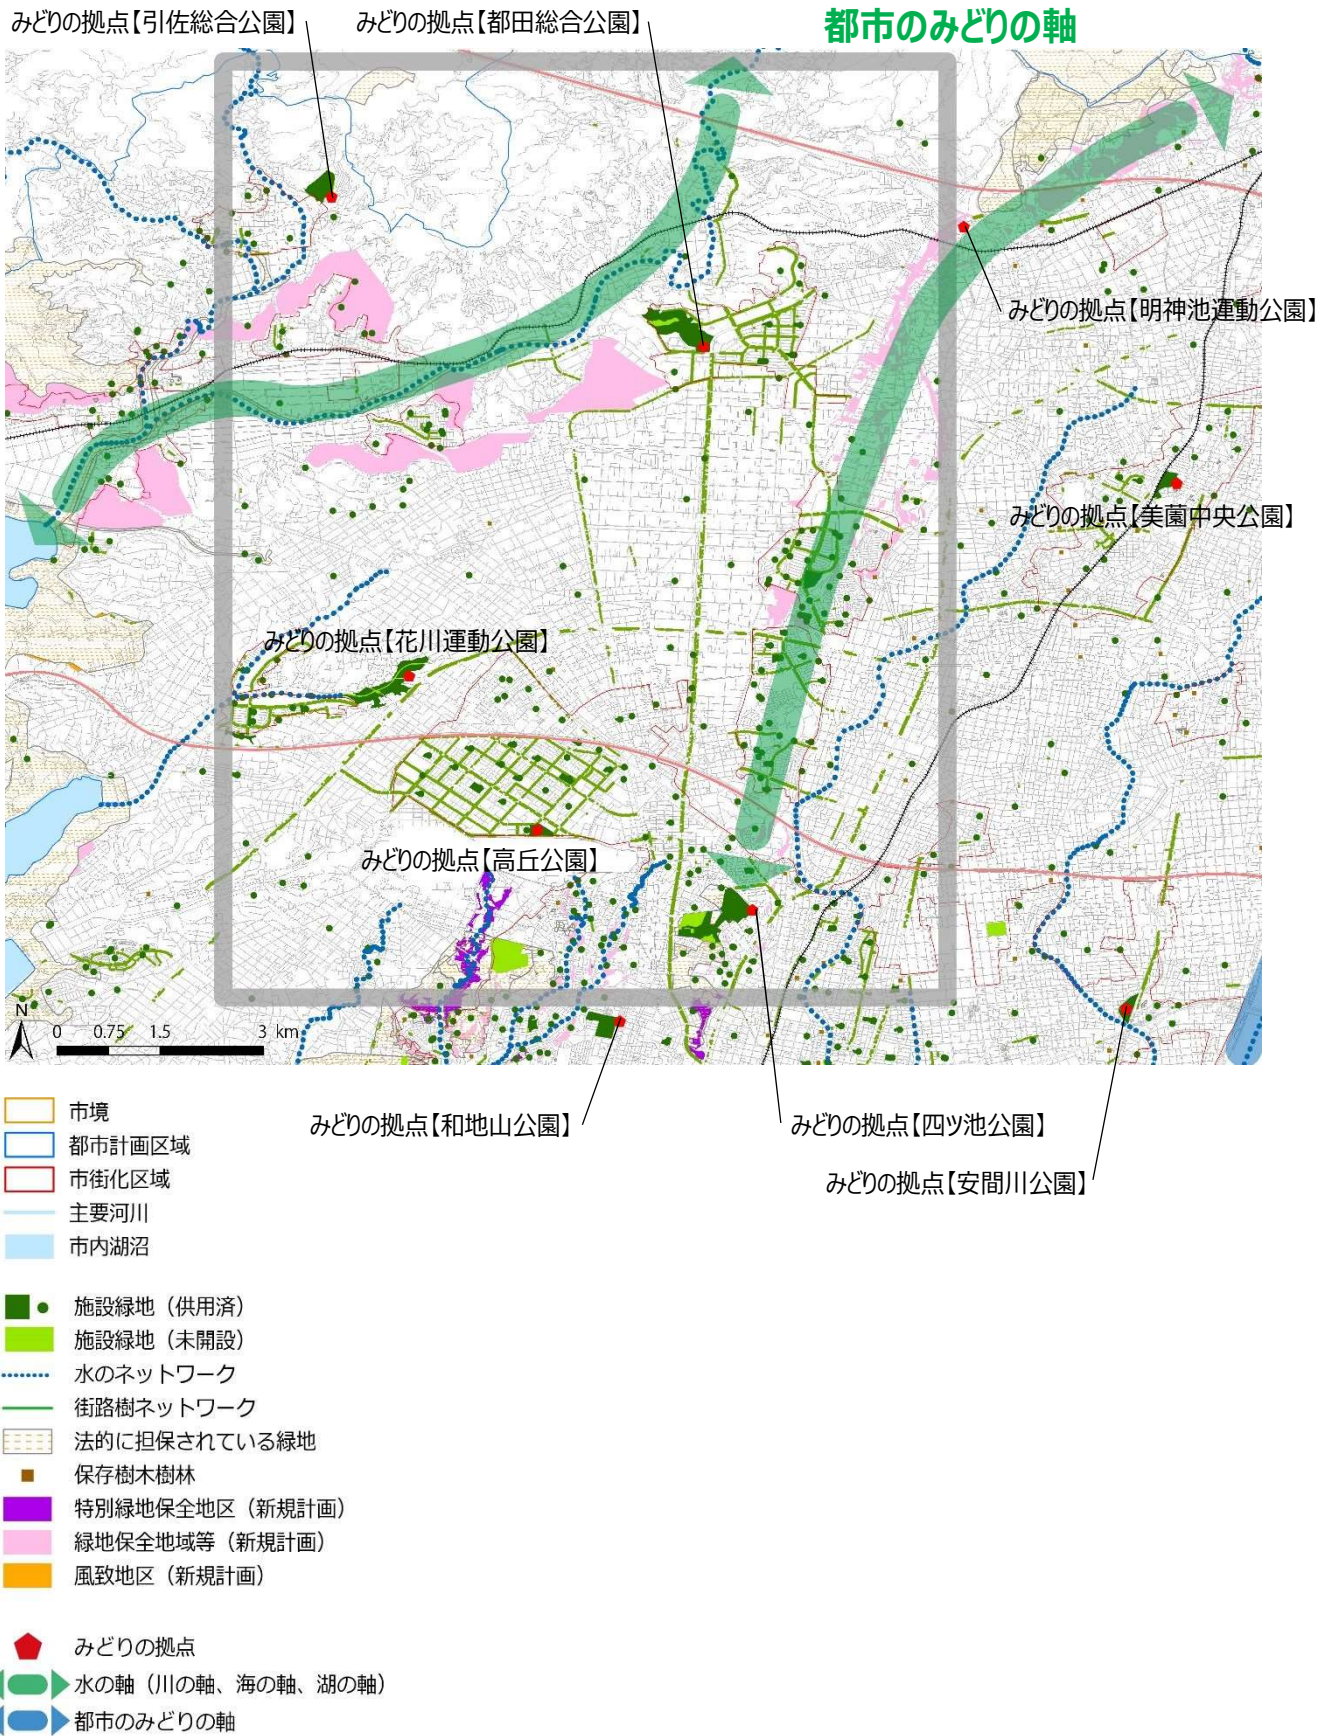 みどりの拠点【引佐総合公園】
みどりの拠点【都田総合公園】
都市のみどりの軸
みどりの拠点【明神池運動公園】
みどりの拠点【美薗中央公園】
みどりの拠点【花川運動公園】
みどりの拠点【高丘公園】
N
0 0.75 1.5 3 km
みどりの拠点【和地山公園】
みどりの拠点【四ツ池公園】
みどりの拠点【安間川公園】
市境
都市計画区域
市街化区域
主要河川
市内湖沼
施設緑地（供用済）
施設緑地（未開設）
水のネットワーク
街路樹ネットワーク
法的に担保されている緑地
保存樹木樹林
特別緑地保全地区（新規計画）
緑地保全地域等（新規計画）
風致地区（新規計画）
みどりの拠点
水の軸（川の軸、海の軸、湖の軸）
都市のみどりの軸